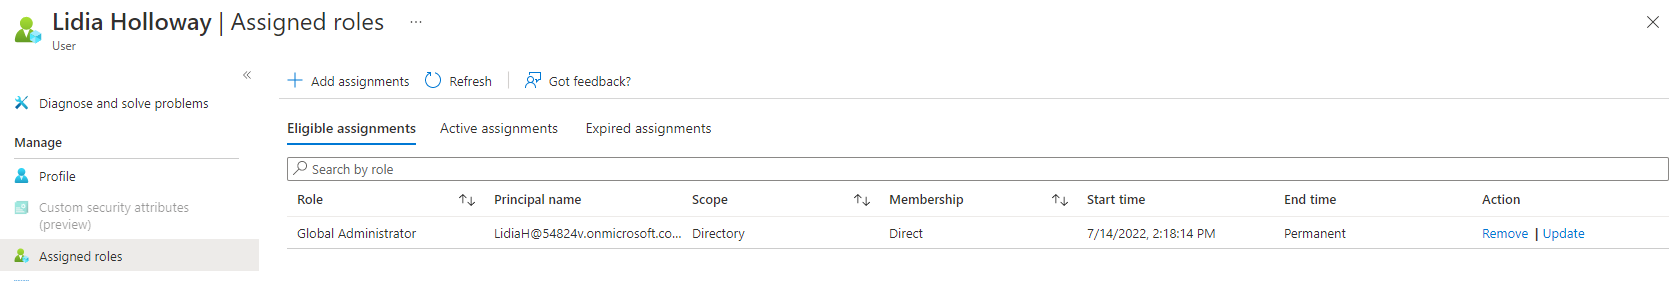 Lidia Holloway | Assigned roles ...
User
«
Add assignments Refresh Got feedback?
Diagnose and solve problems
Manage
Profile
Custom security attributes
(preview)
Assigned roles
Eligible assignments Active assignments Expired assignments
Search by role
Role Principal name Scope Membership Start time End time Action
Global Administrator LidiaH@54824v.onmicrosoft.co... Directory Direct 7/14/2022, 2:18:14 PM Permanent Remove | Update